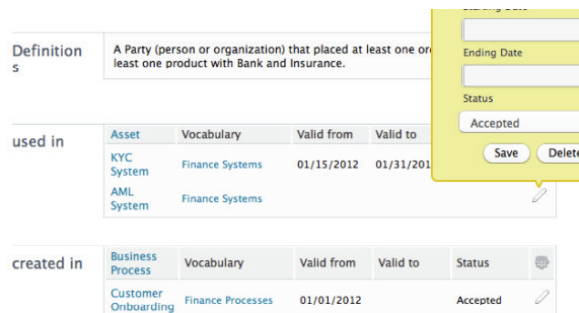 Starting Date
Definition
s
A Party (person or organization) that placed at least one
least one product with Bank and Insurance.
Ending Date
Status
Accepted
Save Delete
used in
Asset Vocabulary Valid from Valid to
KYC
System
Finance Systems 01/15/2012 01/31/201
AML
System
Finance Systems
created in
Business
Process
Vocabulary Valid from Valid to Status
Customer
Onboarding
Finance Processes 01/01/2012 Accepted